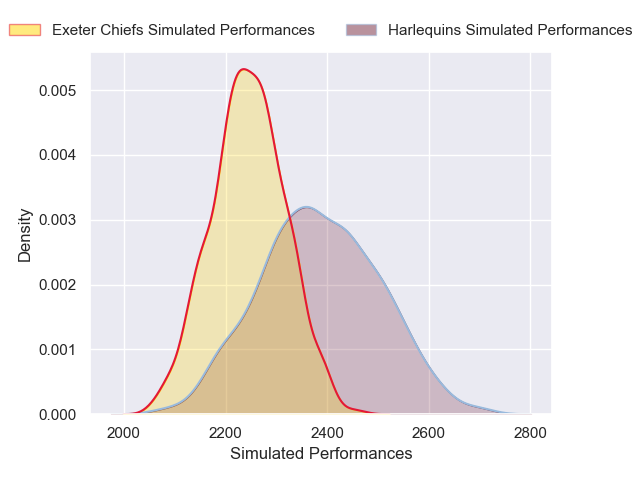 Exeter Chiefs Simulated Performances Harlequins Simulated Performances
0.005
0.004
0.003
0.002
0.001
0.000
Density
2000 2200 2400 2600 2800
Simulated Performances